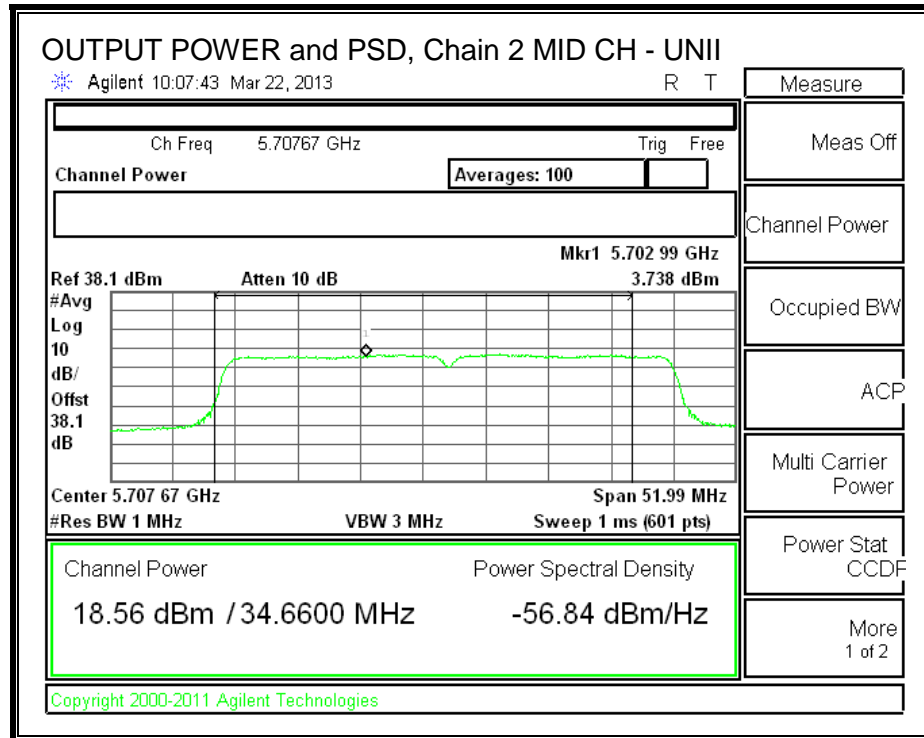 OUTPUT POWER and PSD, Chain 2 MID CH - UNII
Agilent 10:07:43 Mar 22, 2013 R T
Measure
Ch Freq 5.70767 GHz Trig Free
Meas Off
Channel Power Averages: 100
Channel Power
Mkr1 5.702 99 GHz
Ref 38.1 dBm Atten 10 dB 3.738 dBm
#Avg
Log
10
dB/
Offst
38.1
dB
1
Occupied BW
ACP
Multi Carrier
Power
Center 5.707 67 GHz Span 51.99 MHz
#Res BW 1 MHz VBW 3 MHz Sweep 1 ms (601 pts)
Power Stat
CCDF
Channel Power Power Spectral Density
18.56 dBm / 34.6600 MHz -56.84 dBm/Hz
More
1 of 2
Copyright 2000-2011 Agilent Technologies